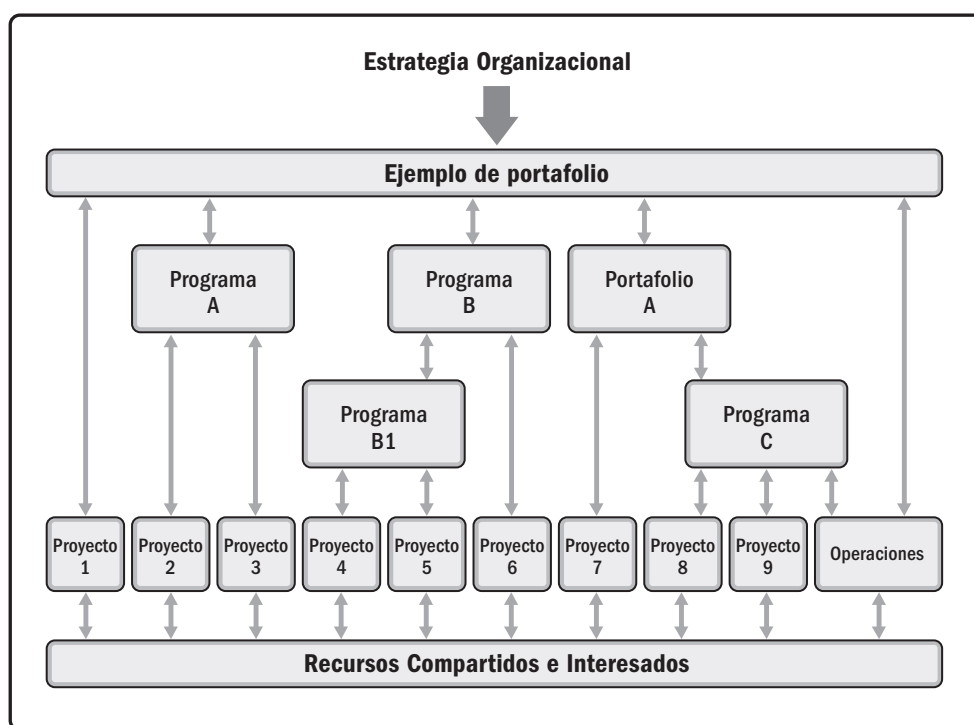 Estrategia Organizacional
Ejemplo de portafolio
Programa
A
Programa
B
Portafolio
A
Programa
B1
Programa
C
Proyecto
1
Proyecto
2
Proyecto
3
Proyecto
4
Proyecto
5
Proyecto
6
Proyecto
7
Proyecto
8
Proyecto
9
Operaciones
Recursos Compartidos e Interesados